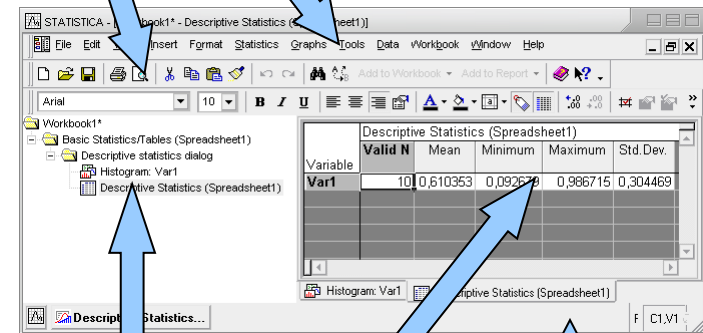 STATISTICA - [Workbook1* - Descriptive Statistics (Spreadsheet1)]
File Edit Insert Format Statistics Graphs Tools Data Workbook Window Help
Add to Workbook Add to Report
Arial 10 B I U A
Workbook1*
Basic Statistics/Tables (Spreadsheet1)
Descriptive statistics dialog
Histogram: Var1
Descriptive Statistics (Spreadsheet1)
Descriptive Statistics (Spreadsheet1)
Variable Valid N Mean Minimum Maximum Std.Dev.
Var1 10 0,610353 0,092679 0,986715 0,304469
Histogram: Var1 Descriptive Statistics (Spreadsheet1)
Descriptive Statistics... F C1,V1